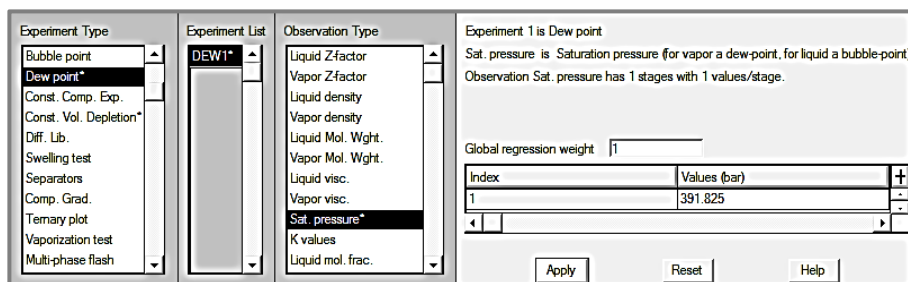 Experiment Type
Bubble point
Dew point*
Const. Comp. Exp.
Const. Vol. Depletion*
Diff. Lib.
Swelling test
Separators
Comp. Grad.
Ternary plot
Vaporization test
Multi-phase flash
Experiment List
DEW1*
Observation Type
Liquid Z-factor
Vapor Z-factor
Liquid density
Vapor density
Liquid Mol. Wght.
Vapor Mol. Wght.
Liquid visc.
Vapor visc.
Sat. pressure*
K values
Liquid mol. frac.
Experiment 1 is Dew point
Sat. pressure is Saturation pressure (for vapor a dew-point, for liquid a bubble-point)
Observation Sat. pressure has 1 stages with 1 values/stage.
Global regression weight 1
Index Values (bar) +
1 391.825
Apply Reset Help